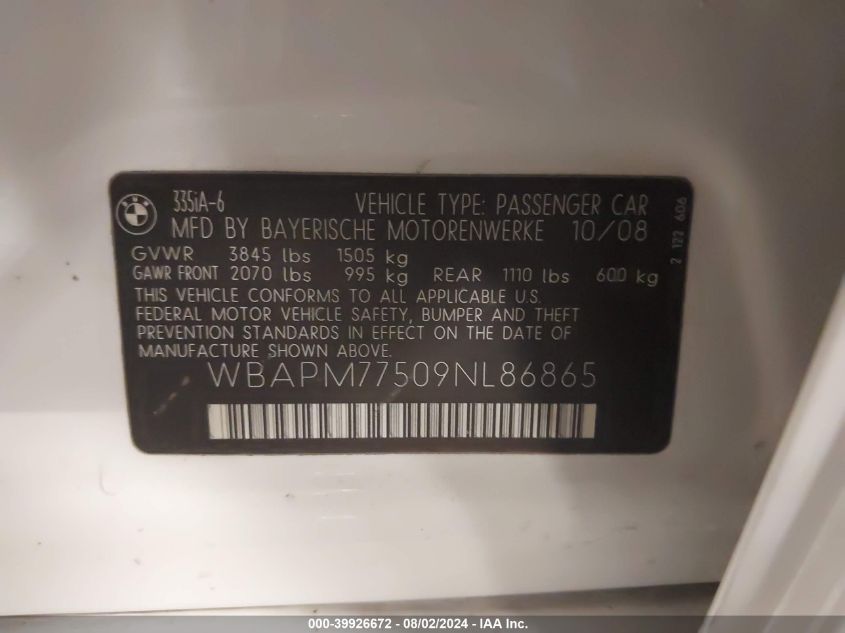 BMW
335iA-6 VEHICLE TYPE: PASSENGER CAR
MFD BY BAYERISCHE MOTORENWERKE 10/08
GVWR 3845 lbs 1505 kg
GAWR FRONT 2070 lbs 995 kg REAR 1110 lbs 600 kg
THIS VEHICLE CONFORMS TO ALL APPLICABLE U.S.
FEDERAL MOTOR VEHICLE SAFETY, BUMPER AND THEFT
PREVENTION STANDARDS IN EFFECT ON THE DATE OF
MANUFACTURE SHOWN ABOVE.
WBAPM77509NL86865
2 122 606
000-39926672 - 08/02/2024 - © IAA, Inc.